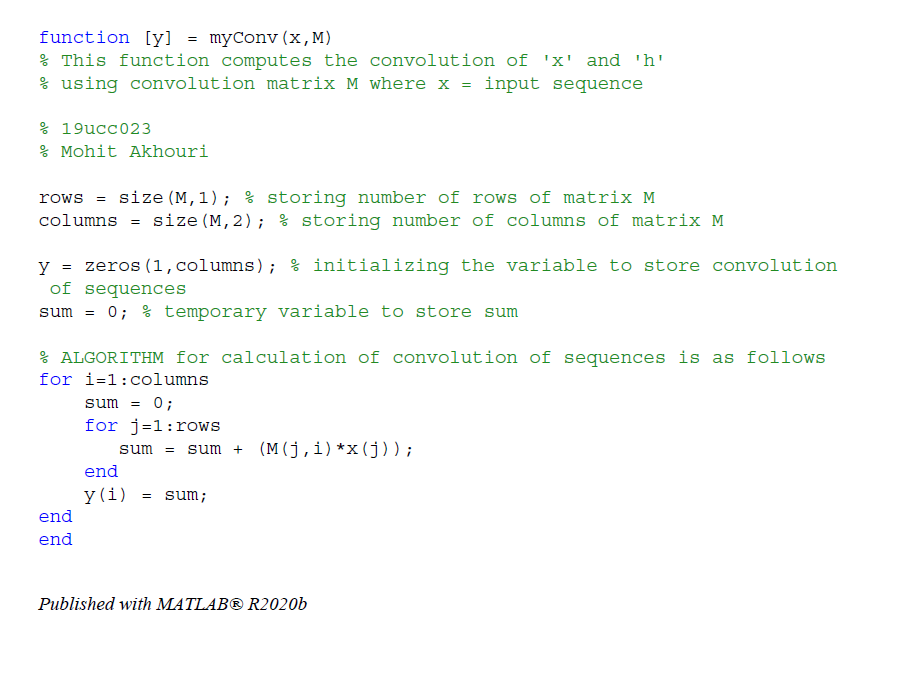 function [y] = myConv(x,M)
% This function computes the convolution of 'x' and 'h'
% using convolution matrix M where x = input sequence
% 19ucc023
% Mohit Akhouri
rows = size(M,1); % storing number of rows of matrix M
columns = size(M,2); % storing number of columns of matrix M
y = zeros(1,columns); % initializing the variable to store convolution
of sequences
sum = 0; % temporary variable to store sum
% ALGORITHM for calculation of convolution of sequences is as follows
for i=1:columns
sum = 0;
for j=1:rows
sum = sum + (M(j,i)*x(j));
end
y(i) = sum;
end
end
Published with MATLAB® R2020b